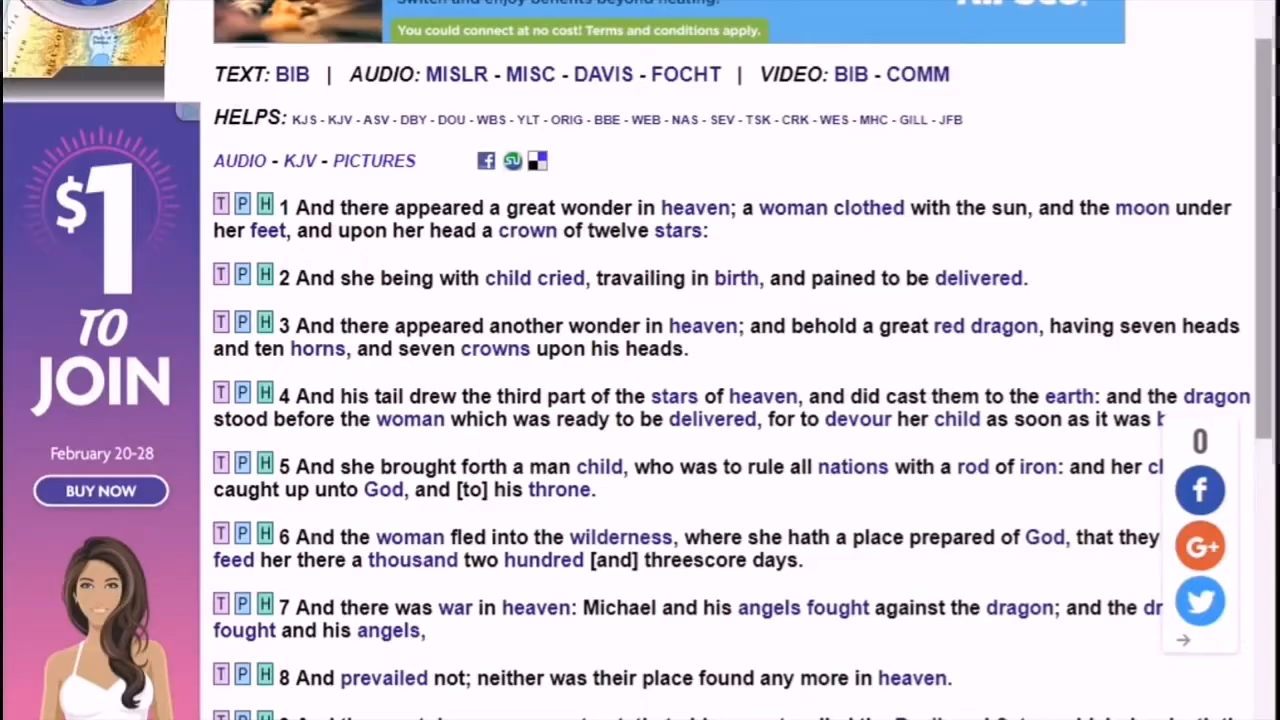 Switch and enjoy benefits beyond heating!
You could connect at no cost! Terms and conditions apply.
TEXT: BIB | AUDIO: MISLR - MISC - DAVIS - FOCHT | VIDEO: BIB - COMM
HELPS: KJS - KJV - ASV - DBY - DOU - WBS - YLT - ORIG - BBE - WEB - NAS - SEV - TSK - CRK - WES - MHC - GILL - JFB
AUDIO - KJV - PICTURES
T P H 1 And there appeared a great wonder in heaven; a woman clothed with the sun, and the moon under
her feet, and upon her head a crown of twelve stars:
T P H 2 And she being with child cried, travailing in birth, and pained to be delivered.
T P H 3 And there appeared another wonder in heaven; and behold a great red dragon, having seven heads
and ten horns, and seven crowns upon his heads.
T P H 4 And his tail drew the third part of the stars of heaven, and did cast them to the earth: and the dragon
stood before the woman which was ready to be delivered, for to devour her child as soon as it was
T P H 5 And she brought forth a man child, who was to rule all nations with a rod of iron: and her
caught up unto God, and [to] his throne.
T P H 6 And the woman fled into the wilderness, where she hath a place prepared of God, that they
feed her there a thousand two hundred [and] threescore days.
T P H 7 And there was war in heaven: Michael and his angels fought against the dragon; and the
fought and his angels,
T P H 8 And prevailed not; neither was their place found any more in heaven.
$1
TO
JOIN
February 20-28
BUY NOW
0
f
G+